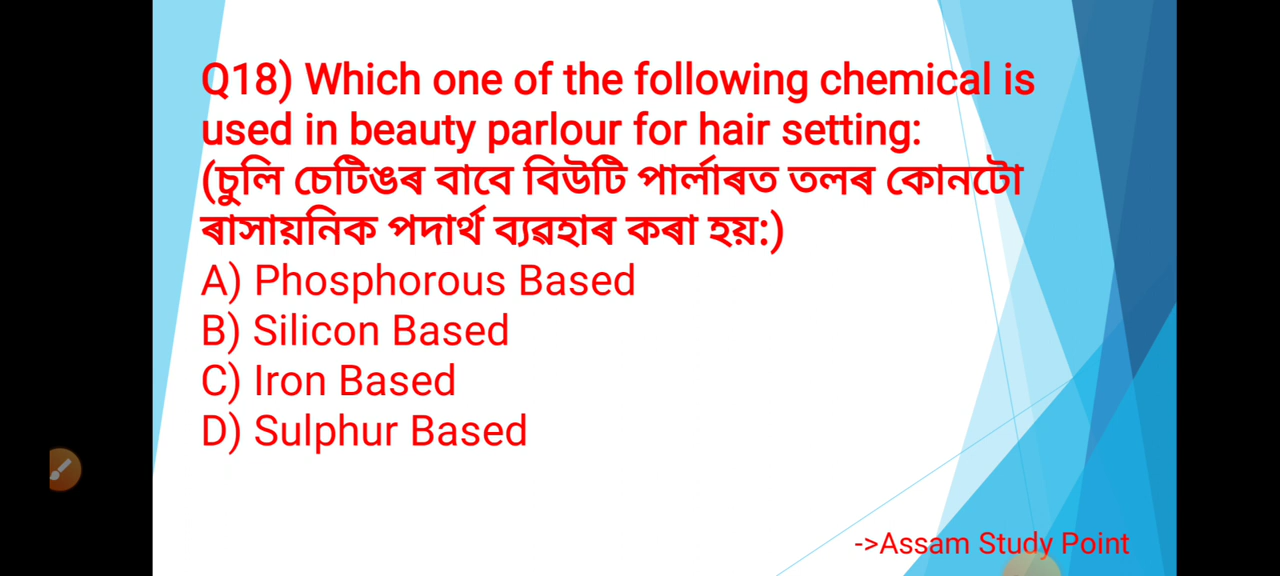 Q18) Which one of the following chemical is
used in beauty parlour for hair setting:
(চুলি চেটিঙৰ বাবে বিউটি পাৰ্লাৰত তলৰ কোনটো
ৰাসায়নিক পদাৰ্থ ব্যৱহাৰ কৰা হয়:)
A) Phosphorous Based
B) Silicon Based
C) Iron Based
D) Sulphur Based
->Assam Study Point